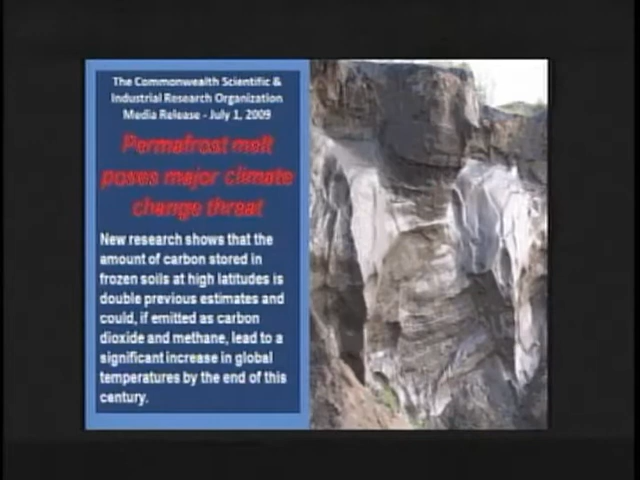 The Commonwealth Scientific &
Industrial Research Organization
Media Release - July 1, 2009
Permafrost melt
poses major climate
change threat
New research shows that the
amount of carbon stored in
frozen soils at high latitudes is
double previous estimates and
could, if emitted as carbon
dioxide and methane, lead to a
significant increase in global
temperatures by the end of this
century.